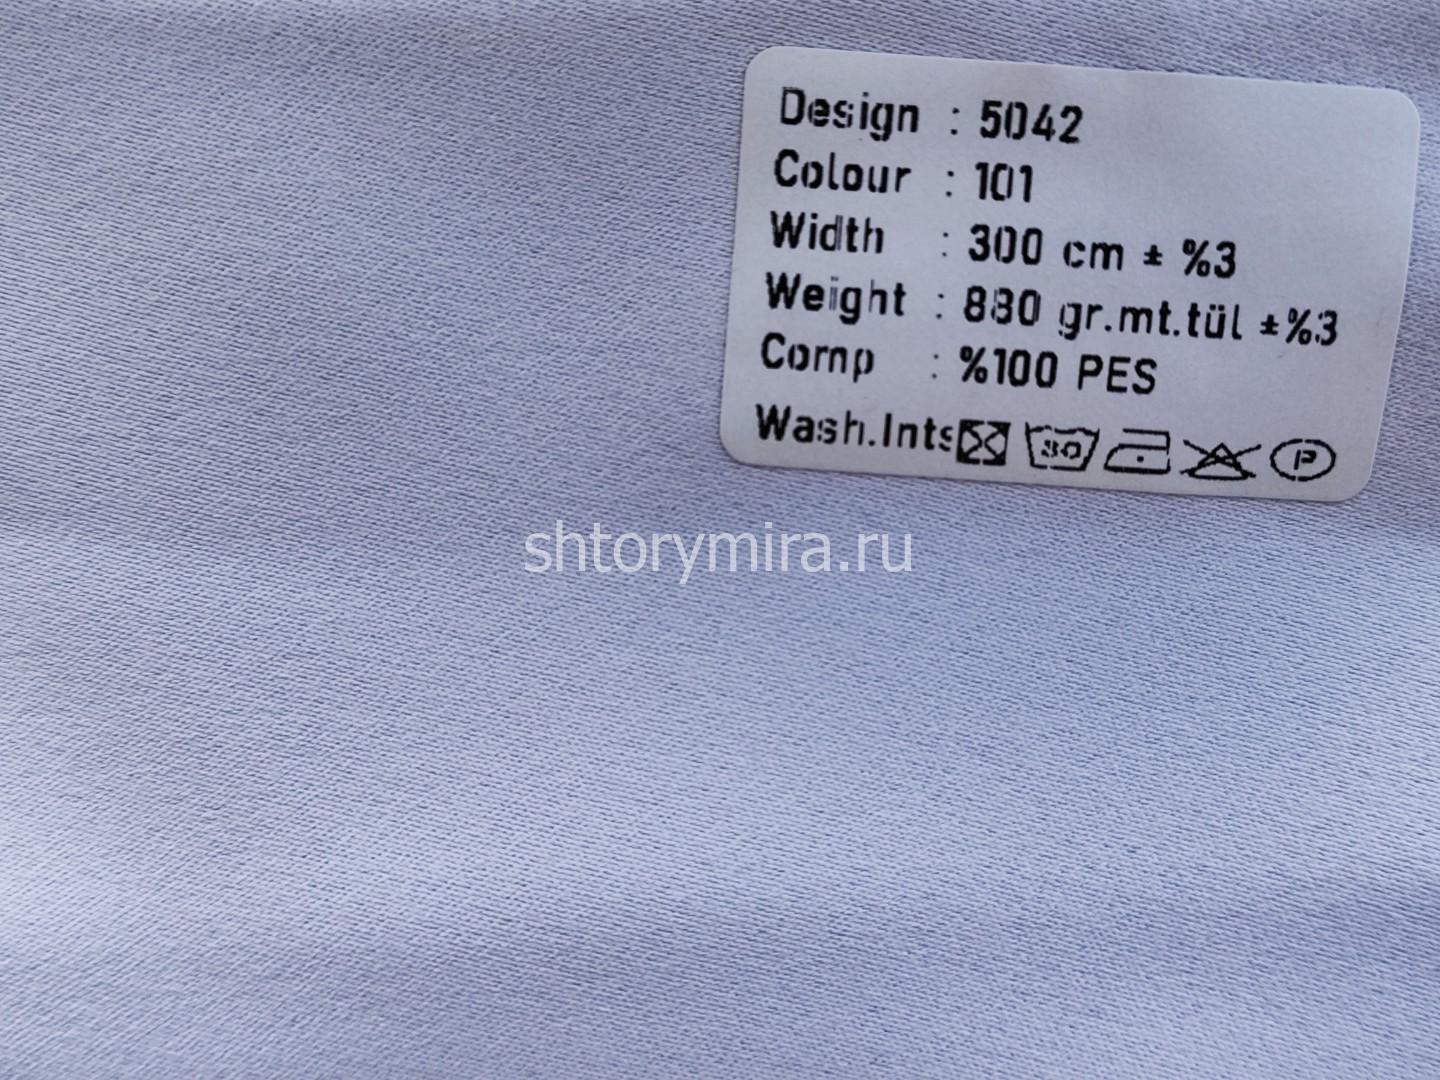 Design : 5042
Colour : 101
Width : 300 cm ± %3
Weight : 880 gr.mt.tül ±%3
Comp : %100 PES
Wash.Ints 30 P
shtorymira.ru